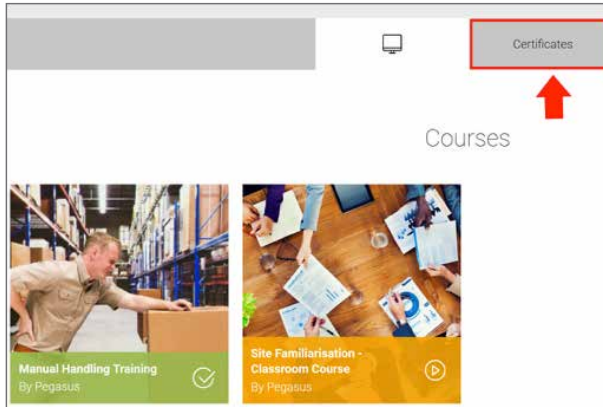 Certificates
Courses
Manual Handling Training
By Pegasus
Site Familiarisation -
Classroom Course
By Pegasus